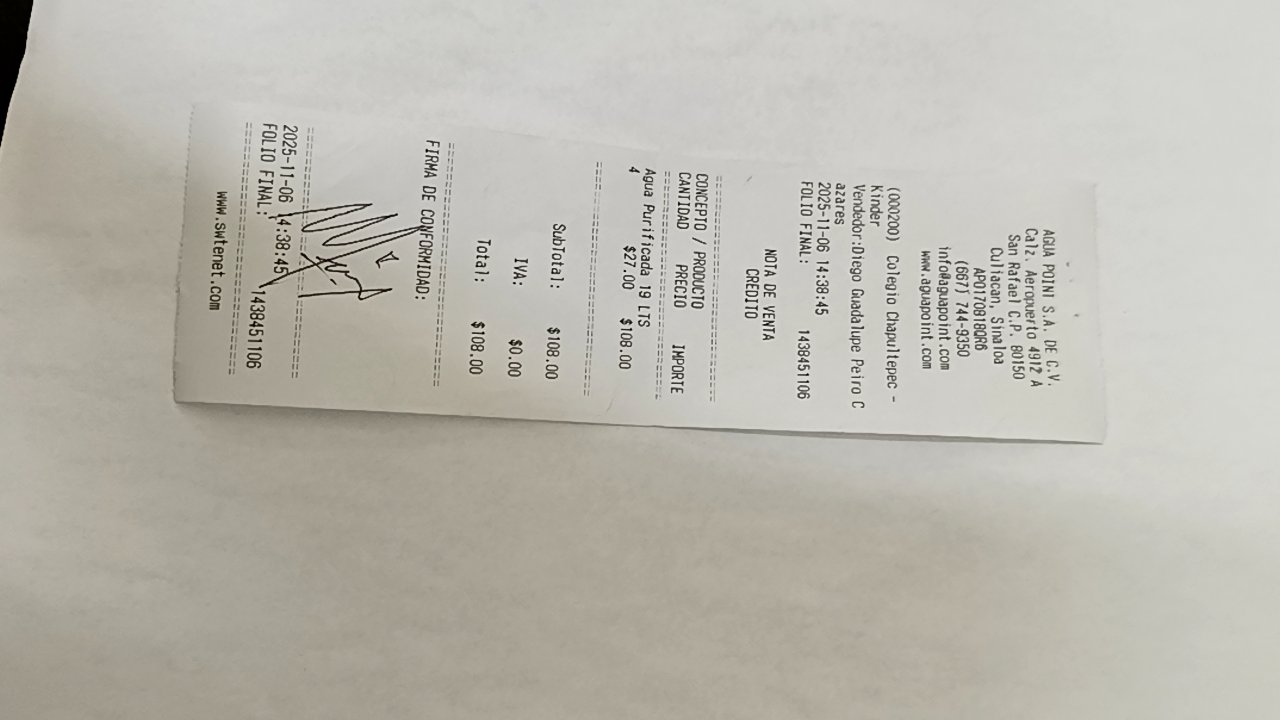 AGUA POINT S.A. DE C.V.
Calz. Aeropuerto 4912 A
San Rafael C.P. 80150
Culiacan, Sinaloa
APO170818QR6
(667) 744-9350
info@aguapoint.com
www.aguapoint.com
(000200) Colegio Chapultepec -
Kinder
Vendedor:Diego Guadalupe Peiro C
azares
2025-11-06 14:38:45
FOLIO FINAL: 1438451106
NOTA DE VENTA
CREDITO
CONCEPTO / PRODUCTO
CANTIDAD PRECIO IMPORTE
Agua Purificada 19 LTS
4 $27.00 $108.00
SubTotal: $108.00
IVA: $0.00
Total: $108.00
FIRMA DE CONFORMIDAD:
2025-11-06 14:38:45
FOLIO FINAL: 1438451106
www.swtenet.com